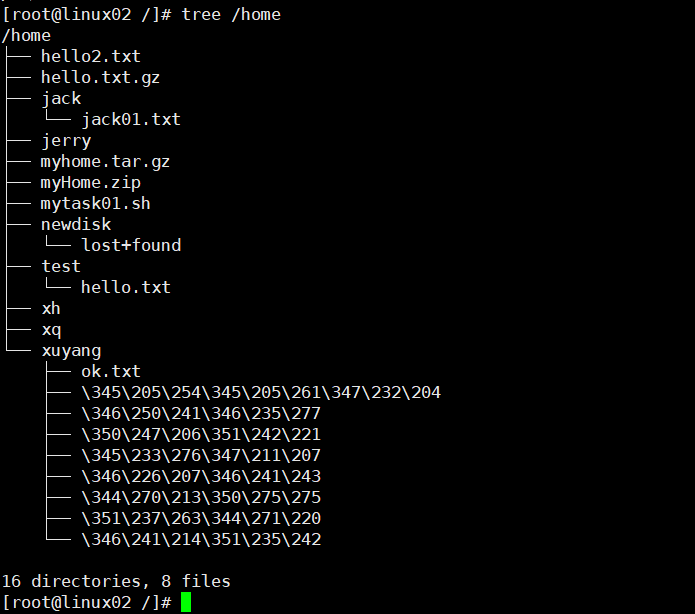 [root@linux02 /]# tree /home
/home
├── hello2.txt
├── hello.txt.gz
├── jack
│   └── jack01.txt
├── jerry
├── myhome.tar.gz
├── myHome.zip
├── mytask01.sh
├── newdisk
│   └── lost+found
├── test
│   └── hello.txt
├── xh
├── xq
└── xuyang
    ├── ok.txt
    ├── \345\205\254\345\205\261\347\232\204
    ├── \346\250\241\346\235\277
    ├── \350\247\206\351\242\221
    ├── \345\233\276\347\211\207
    ├── \346\226\207\346\241\243
    ├── \344\270\213\350\275\275
    ├── \351\237\263\344\271\220
    └── \346\241\214\351\235\242
16 directories, 8 files
[root@linux02 /]#